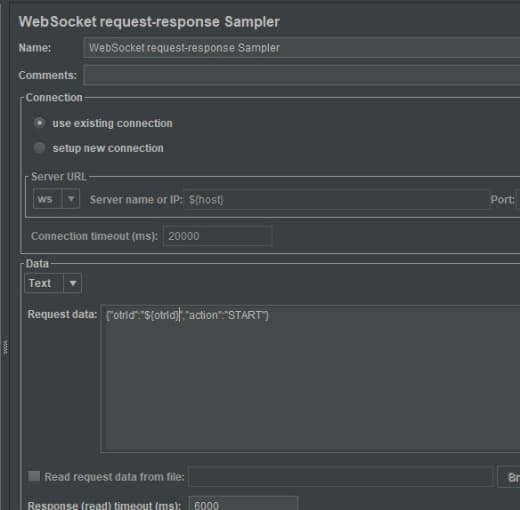 WebSocket request-response Sampler
Name: WebSocket request-response Sampler
Comments:
Connection
use existing connection
setup new connection
Server URL
ws Server name or IP: ${host} Port:
Connection timeout (ms): 20000
Data
Text
Request data: {"otrId":"${otrId}","action":"START"}
Read request data from file: Br
Response (read) timeout (ms): 6000